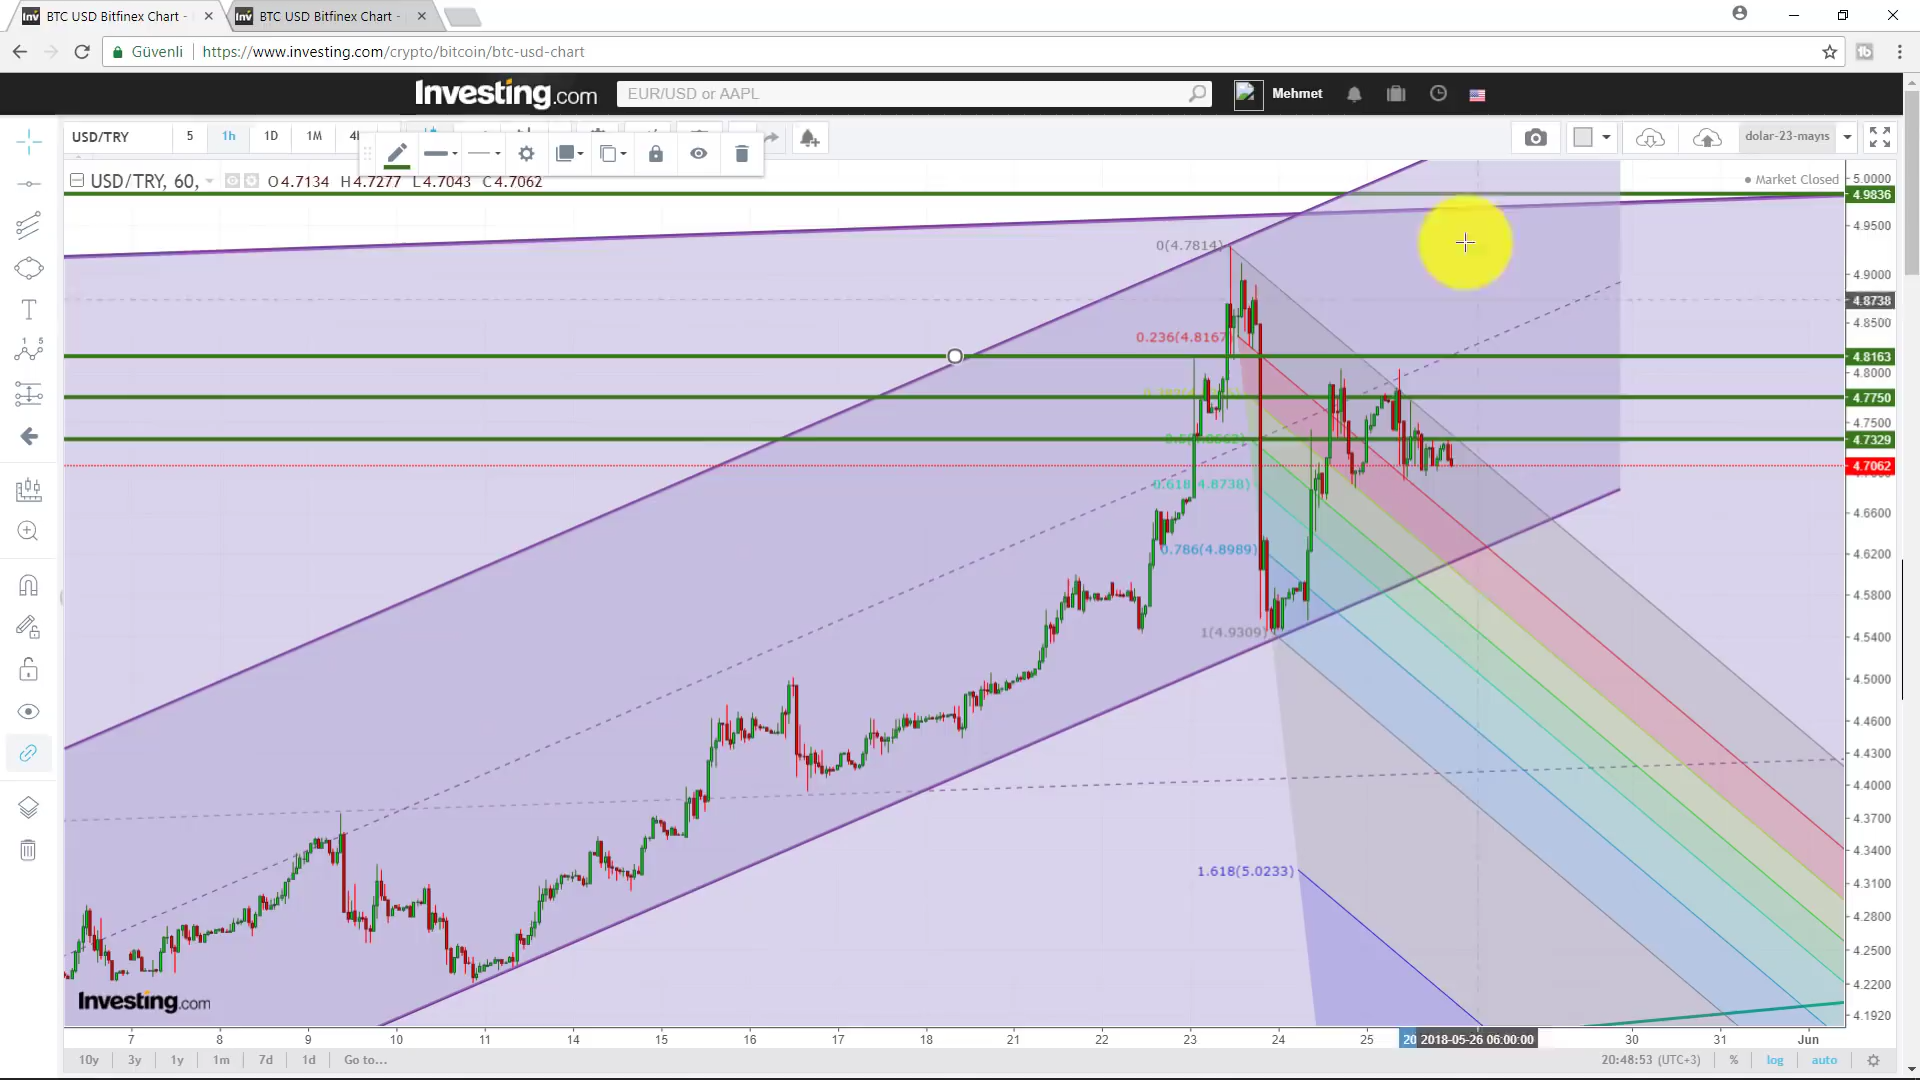 BTC USD Bitfinex Chart -
BTC USD Bitfinex Chart -
Güvenli
https://www.investing.com/crypto/bitcoin/btc-usd-chart
Investing.com
EUR/USD or AAPL
Mehmet
USD/TRY
5
1h
1D
1M
dolar-23-mayıs
USD/TRY, 60,
O4.7134 H4.7277 L4.7043 C4.7062
Market Closed
5.0000
4.9836
4.9500
4.9000
4.8738
4.8500
4.8163
4.8000
4.7750
4.7500
4.7329
4.7062
4.6600
4.6200
4.5800
4.5400
4.5000
4.4600
4.4300
4.4000
4.3700
4.3400
4.3100
4.2800
4.2500
4.2200
4.1920
0(4.7814)
0.236(4.8167)
0.618(4.8738)
0.786(4.8989)
1(4.9309)
1.618(5.0233)
Investing.com
7 8 9 10 11 14 15 16 17 18 21 22 23 24 25 2018-05-26 06:00:00 30 31 Jun
10y 3y 1y 1m 7d 1d Go to...
20:48:53 (UTC+3) % log auto